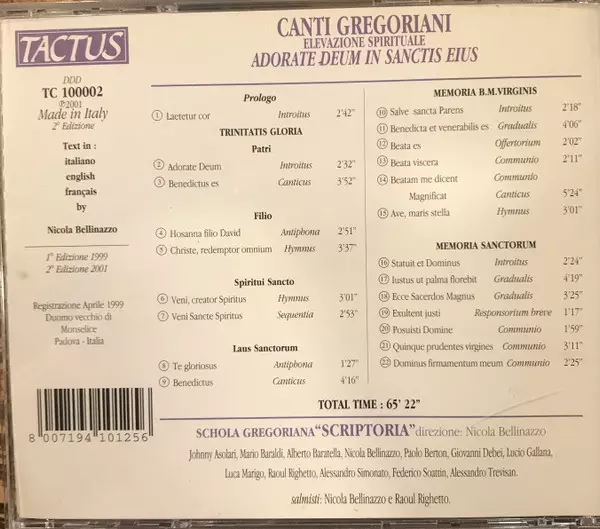 TACTUS
DDD
TC 100002
℗2001
Made in Italy
2ª Edizione
Text in :
italiano
english
français
by
Nicola Bellinazzo
1ª Edizione 1999
2ª Edizione 2001
Registrazione Aprile 1999
Duomo vecchio di
Monselice
Padova - Italia
8 007194 101256
CANTI GREGORIANI
ELEVAZIONE SPIRITUALE
ADORATE DEUM IN SANCTIS EIUS
Prologo
① Laetetur cor Introitus 2'42"
TRINITATIS GLORIA
Patri
② Adorate Deum Introitus 2'32"
③ Benedictus es Canticus 3'52"
Filio
④ Hosanna filio David Antiphona 2'51"
⑤ Christe, redemptor omnium Hymnus 3'37"
Spiritui Sancto
⑥ Veni, creator Spiritus Hymnus 3'01"
⑦ Veni Sancte Spiritus Sequentia 2'53"
Laus Sanctorum
⑧ Te gloriosus Antiphona 1'27"
⑨ Benedictus Canticus 4'16"
MEMORIA B.M.VIRGINIS
⑩ Salve sancta Parens Introitus 2'18"
⑪ Benedicta et venerabilis es Gradualis 4'06"
⑫ Beata es Offertorium 2'02"
⑬ Beata viscera Communio 2'11"
⑭ Beatam me dicent Communio
Magnificat Canticus 5'24"
⑮ Ave, maris stella Hymnus 3'01"
MEMORIA SANCTORUM
⑯ Statuit et Dominus Introitus 2'24"
⑰ Iustus ut palma florebit Gradualis 4'19"
⑱ Ecce Sacerdos Magnus Gradualis 3'25"
⑲ Exultent justi Responsorium breve 1'17"
⑳ Posuisti Domine Communio 1'59"
㉑ Quinque prudentes virgines Communio 3'11"
㉒ Dominus firmamentum meum Communio 2'25"
TOTAL TIME : 65' 22"
SCHOLA GREGORIANA "SCRIPTORIA" direzione: Nicola Bellinazzo
Johnny Asolari, Mario Baraldi, Alberto Baratella, Nicola Bellinazzo, Paolo Berton, Giovanni Debei, Lucio Gallana,
Luca Marigo, Raoul Righetto, Alessandro Simonato, Federico Soattin, Alessandro Trevisan.
salmisti: Nicola Bellinazzo e Raoul Righetto.